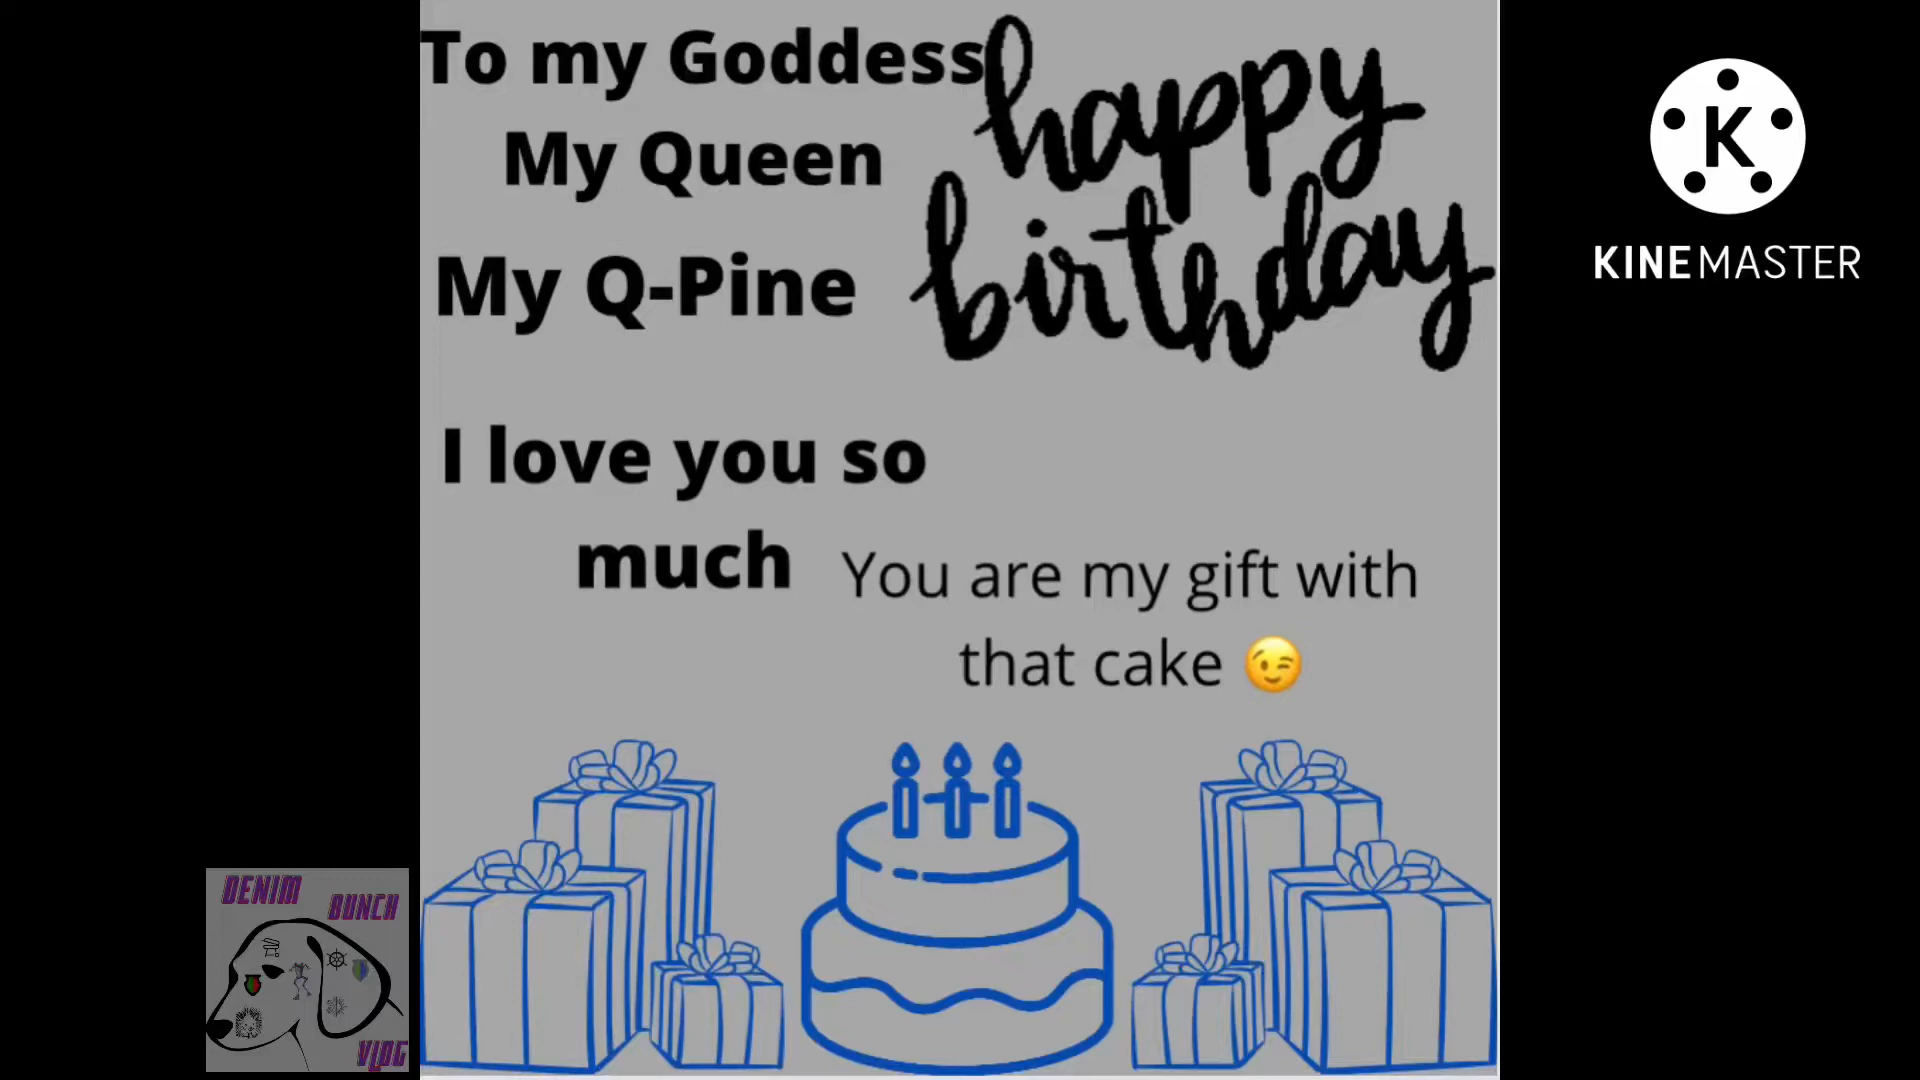 To my Goddess
My Queen
My Q-Pine
happy
birthday
I love you so
much
You are my gift with
that cake 😉
K
KINEMASTER
DENIM
BUNCH
VLOG